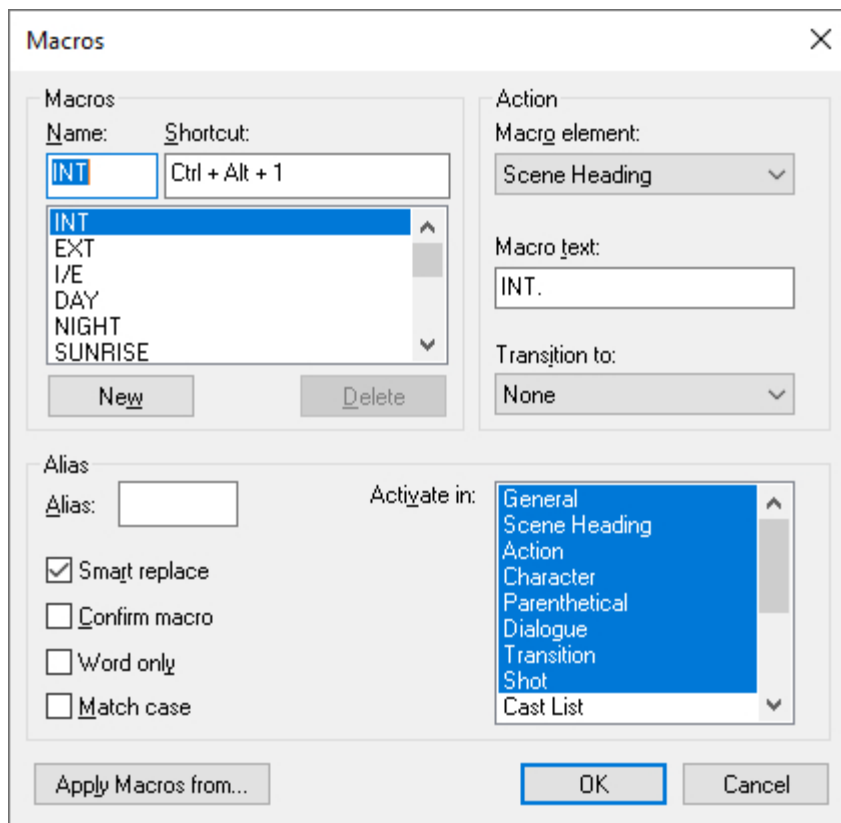 Macros
Macros
Name:
Shortcut:
INT
Ctrl + Alt + 1
INT
EXT
I/E
DAY
NIGHT
SUNRISE
New
Delete
Action
Macro element:
Scene Heading
Macro text:
INT.
Transition to:
None
Alias
Alias:
Smart replace
Confirm macro
Word only
Match case
Activate in:
General
Scene Heading
Action
Character
Parenthetical
Dialogue
Transition
Shot
Cast List
Apply Macros from...
OK
Cancel